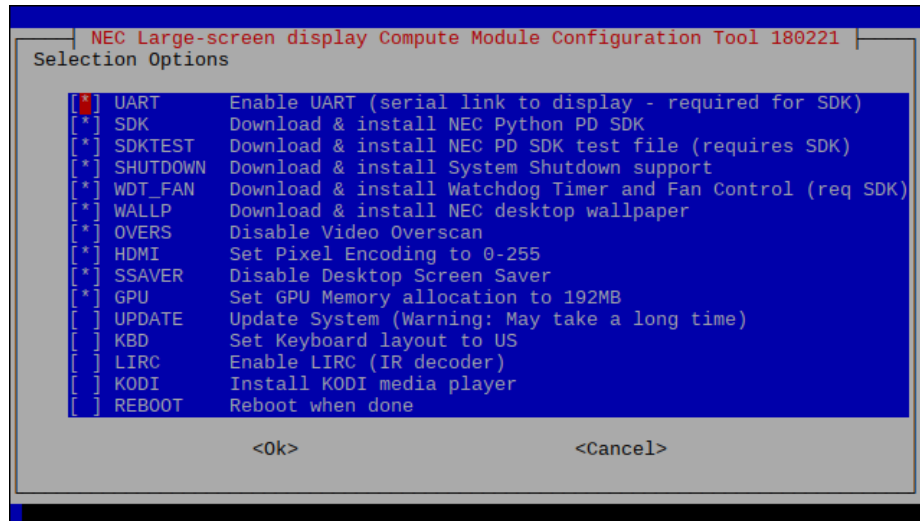 NEC Large-screen display Compute Module Configuration Tool 180221
Selection Options
[*] UART Enable UART (serial link to display - required for SDK)
[*] SDK Download & install NEC Python PD SDK
[*] SDKTEST Download & install NEC PD SDK test file (requires SDK)
[*] SHUTDOWN Download & install System Shutdown support
[*] WDT_FAN Download & install Watchdog Timer and Fan Control (req SDK)
[*] WALLP Download & install NEC desktop wallpaper
[*] OVERS Disable Video Overscan
[*] HDMI Set Pixel Encoding to 0-255
[*] SSAVER Disable Desktop Screen Saver
[*] GPU Set GPU Memory allocation to 192MB
[ ] UPDATE Update System (Warning: May take a long time)
[ ] KBD Set Keyboard layout to US
[ ] LIRC Enable LIRC (IR decoder)
[ ] KODI Install KODI media player
[ ] REBOOT Reboot when done
<Ok> <Cancel>